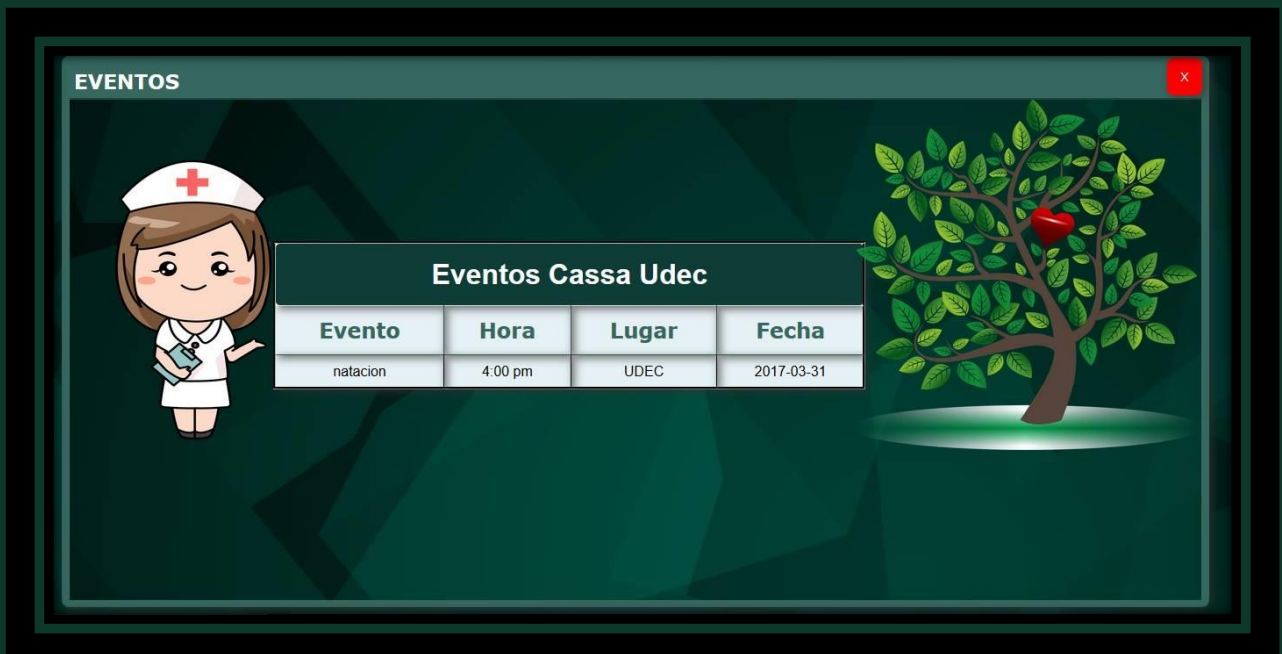 EVENTOS
X
Eventos Cassa Udec
Evento Hora Lugar Fecha
natacion 4:00 pm UDEC 2017-03-31